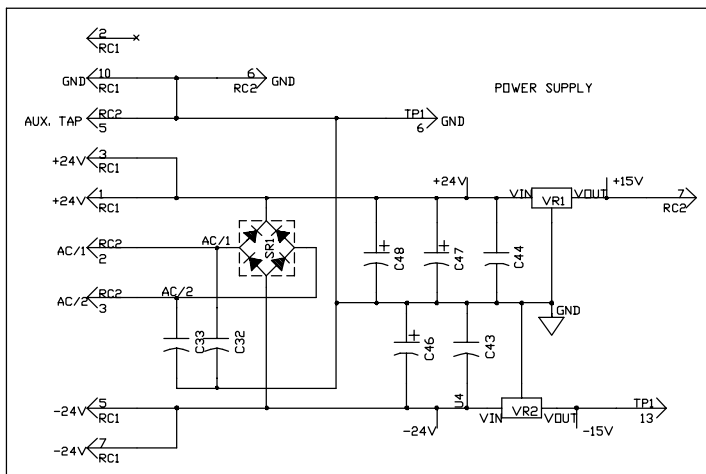 2
RC1
GND 10 RC1
6 RC2 GND
POWER SUPPLY
AUX. TAP RC2 5
TP1 6 GND
+24V 3 RC1
+24V 1 RC1
+24V
VIN VR1 VOUT
+15V
7 RC2
AC/1 RC2 2
AC/1
SR1
C48
C47
C44
AC/2 RC2 3
AC/2
GND
C33
C32
C46
C43
U4
-24V 5 RC1
VIN VR2 VOUT
TP1 13
-24V
-15V
-24V 7 RC1
+
+
+